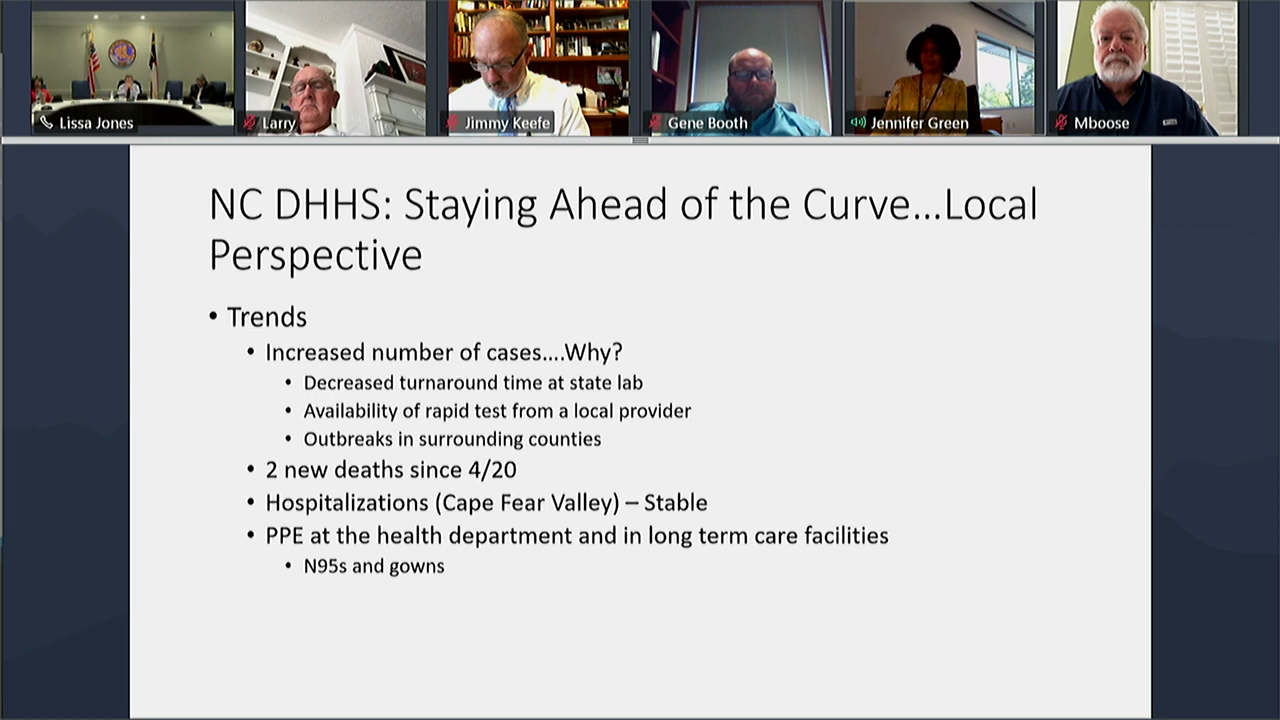 Lissa Jones
Larry
Jimmy Keefe
Gene Booth
Jennifer Green
Mboose
NC DHHS: Staying Ahead of the Curve...Local
Perspective
• Trends
• Increased number of cases....Why?
• Decreased turnaround time at state lab
• Availability of rapid test from a local provider
• Outbreaks in surrounding counties
• 2 new deaths since 4/20
• Hospitalizations (Cape Fear Valley) – Stable
• PPE at the health department and in long term care facilities
• N95s and gowns